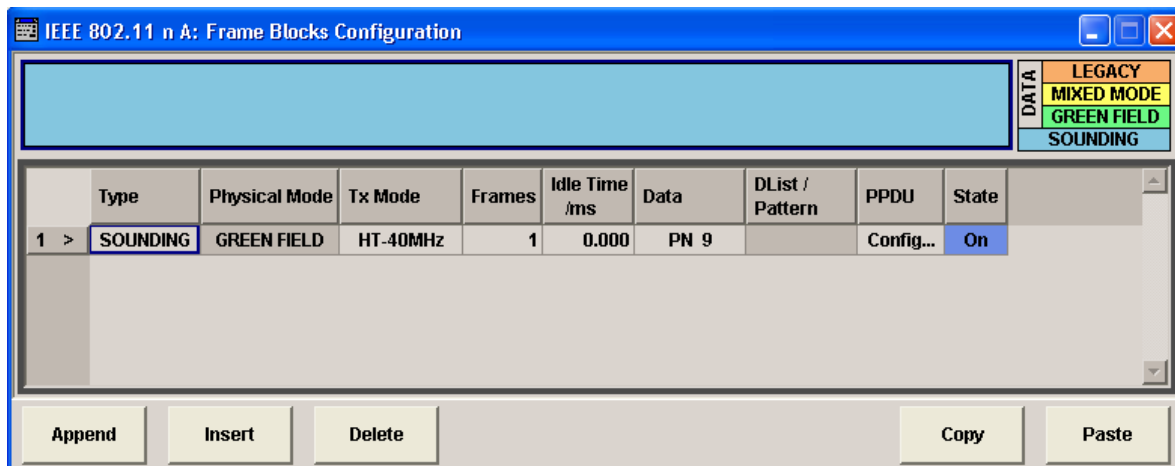 IEEE 802.11 n A: Frame Blocks Configuration
DATA
LEGACY
MIXED MODE
GREEN FIELD
SOUNDING
Type Physical Mode Tx Mode Frames Idle Time /ms Data DList / Pattern PPDU State
1 > SOUNDING GREEN FIELD HT-40MHz 1 0.000 PN 9 Config... On
Append Insert Delete Copy Paste